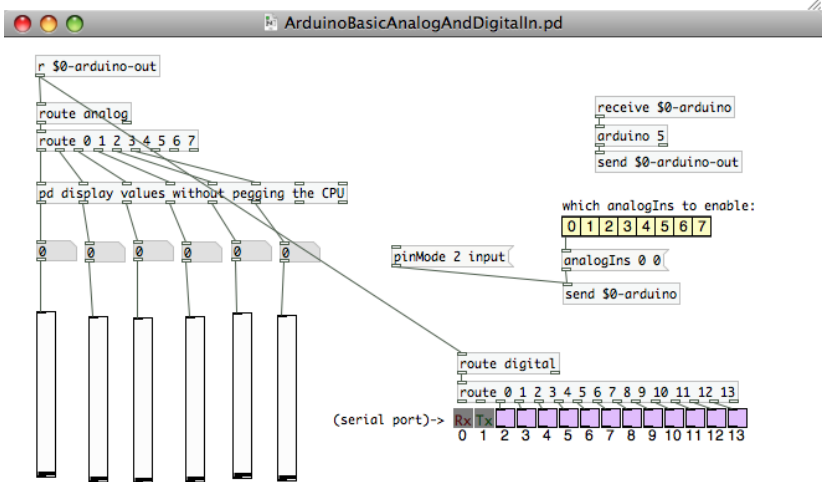 ArduinoBasicAnalogAndDigitalIn.pd
r $0-arduino-out
route analog
route 0 1 2 3 4 5 6 7
pd display values without pegging the CPU
0 0 0 0 0 0
receive $0-arduino
arduino 5
send $0-arduino-out
which analogIns to enable:
0 1 2 3 4 5 6 7
analogIns 0 0
pinMode 2 input
send $0-arduino
route digital
route 0 1 2 3 4 5 6 7 8 9 10 11 12 13
(serial port)-> Rx Tx
0 1 2 3 4 5 6 7 8 9 10 11 12 13